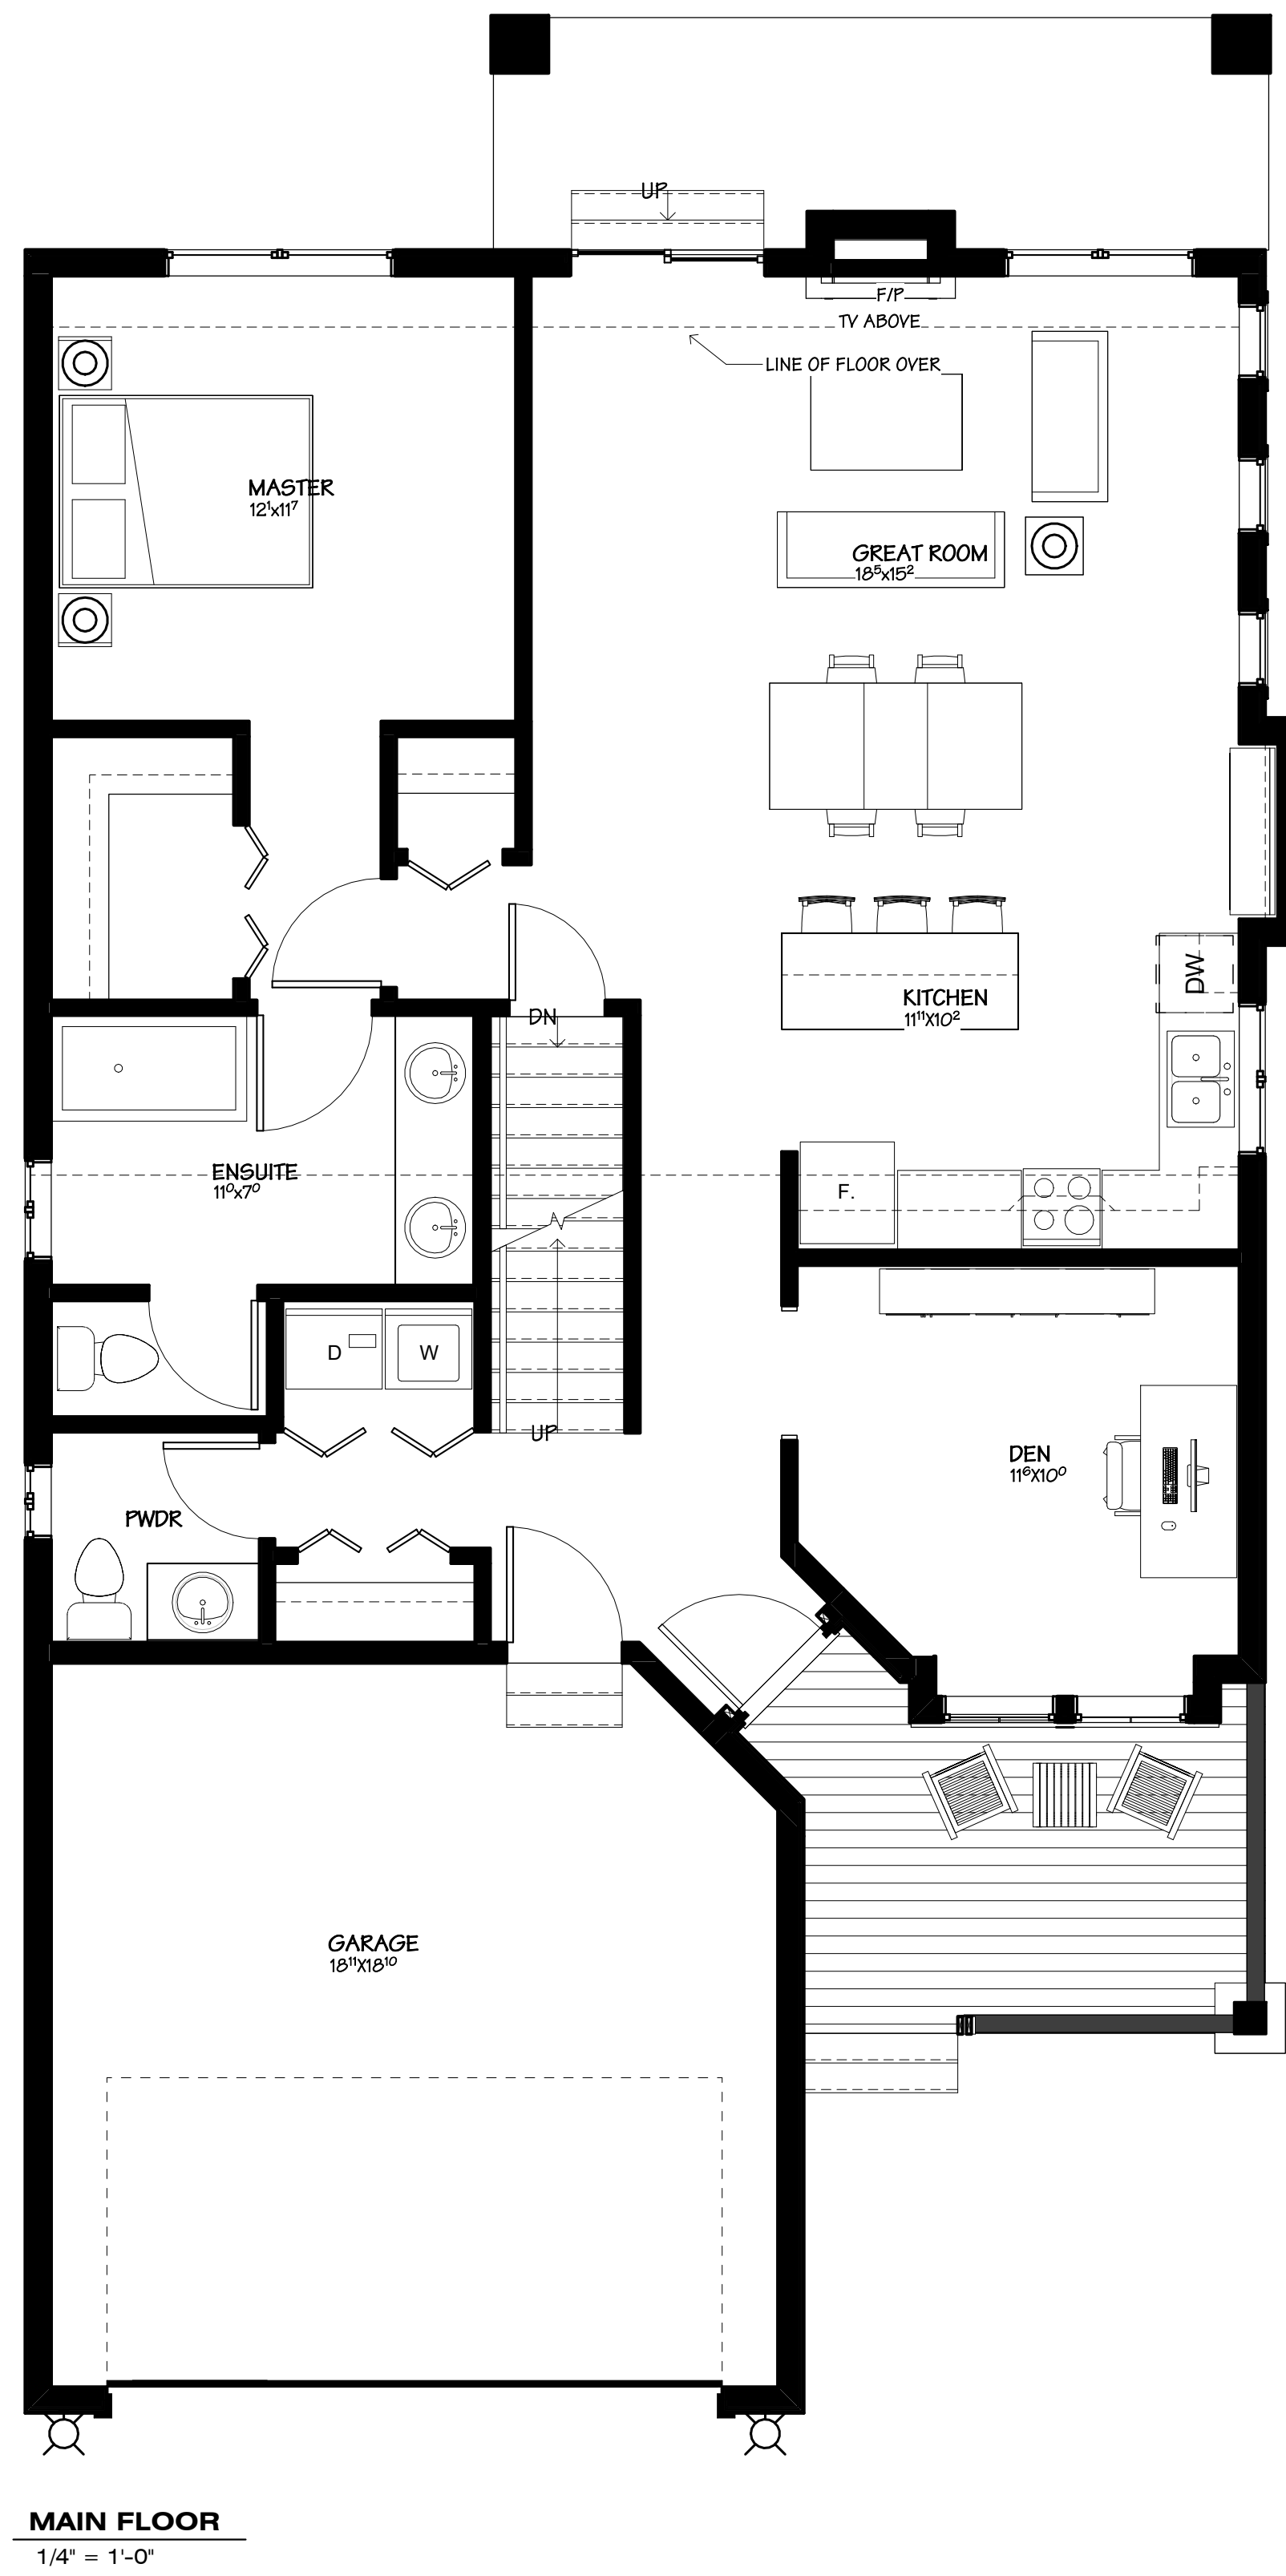 UP
F/P
TV ABOVE
LINE OF FLOOR OVER
MASTER
12¹x11⁷
GREAT ROOM
18⁵x15²
DW
KITCHEN
11¹¹X10²
DN
ENSUITE
11⁰x7⁰
F.
D
W
UP
DEN
11⁶X10⁰
PWDR
GARAGE
18¹¹X18¹⁰
MAIN FLOOR
1/4" = 1'-0"